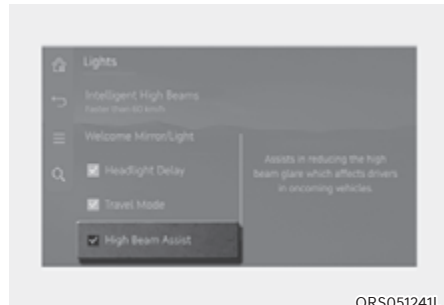 Lights
Intelligent High Beams
Faster than 60 km/h
Welcome Mirror/Light
Headlight Delay
Travel Mode
High Beam Assist
Assists in reducing the high
beam glare which affects drivers
in oncoming vehicles.
ORS051241L